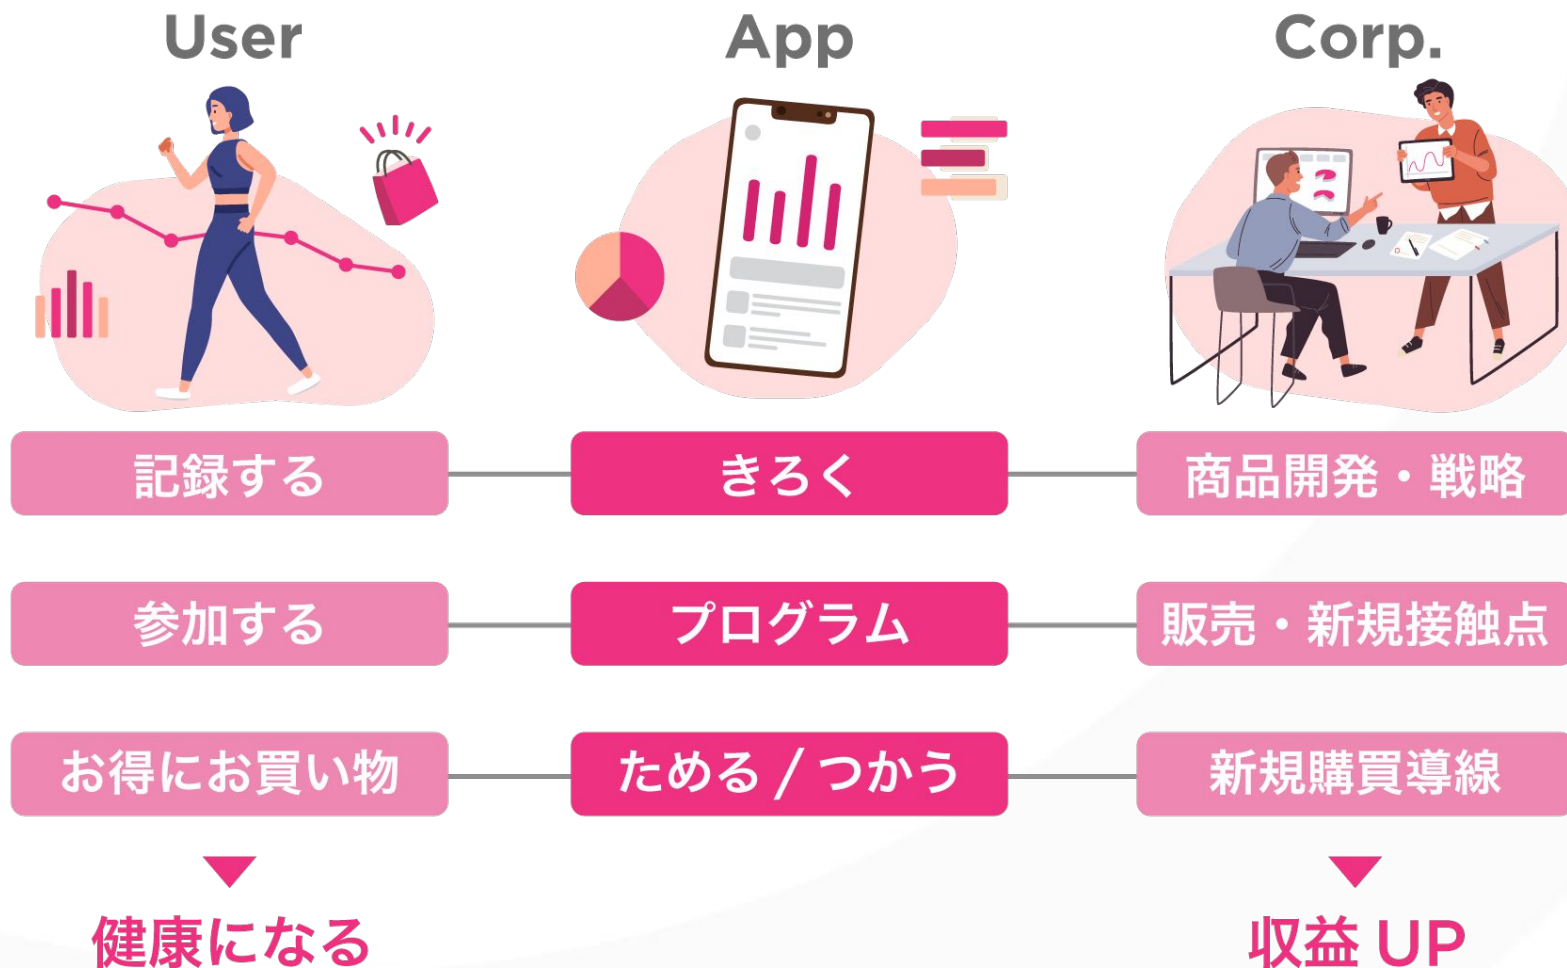 User
App
Corp.
記録する
きろく
商品開発・戦略
参加する
プログラム
販売・新規接触点
お得にお買い物
ためる / つかう
新規購買導線
健康になる
収益 UP